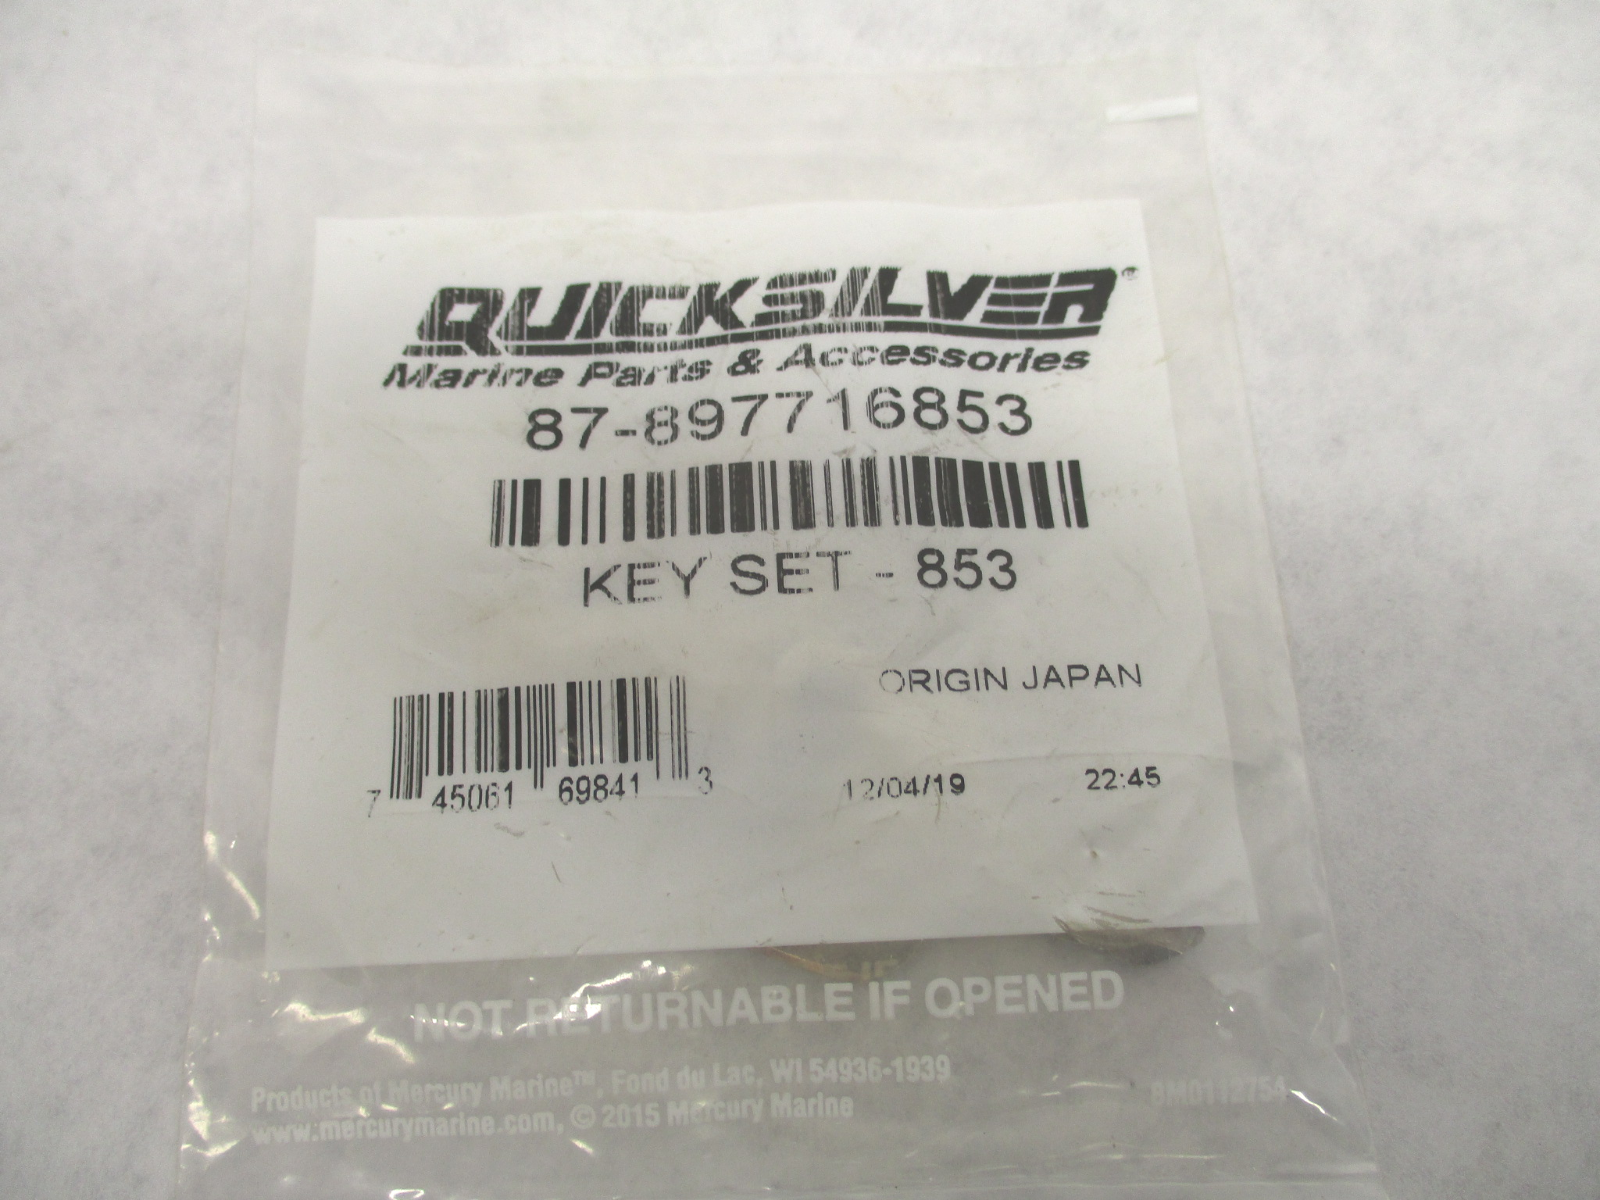 QUICKSILVER®
Marine Parts & Accessories
87-897716853
KEY SET - 853
ORIGIN JAPAN
7 45061 69841 3
12/04/19 22:45
NOT RETURNABLE IF OPENED
Products of Mercury Marine™, Fond du Lac, WI 54936-1939
www.mercurymarine.com, © 2015 Mercury Marine
8M0112754